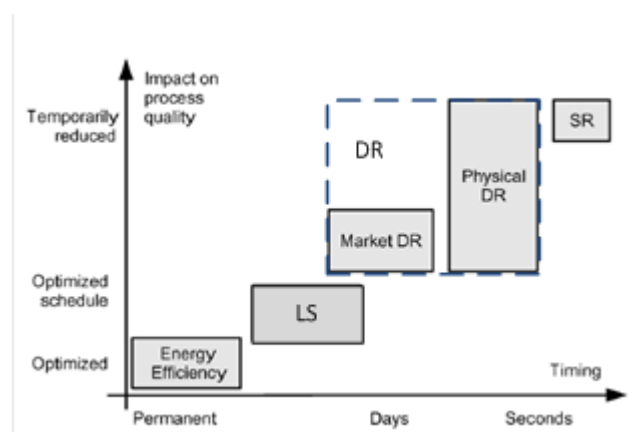 Impact on
process
quality
Temporarily
reduced
SR
DR
Physical
DR
Market DR
Optimized
schedule
LS
Energy
Efficiency
Optimized
Timing
Permanent
Days
Seconds